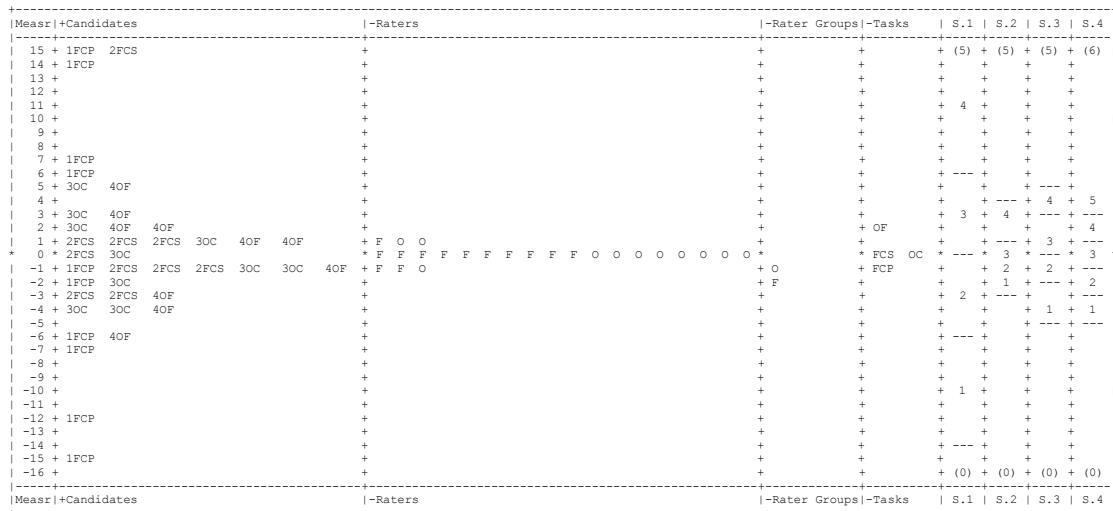 |Measr|+Candidates |-Raters |-Rater Groups|-Tasks | S.1 | S.2 | S.3 | S.4
| 15 + 1FCP 2FCS + + + + (5) + (5) + (5) + (6)
| 14 + 1FCP + + + + + + +
| 13 + + + + + + + +
| 12 + + + + + + + +
| 11 + + + + + 4 + + +
| 10 + + + + + + + +
| 9 + + + + + + + +
| 8 + + + + + + + +
| 7 + 1FCP + + + + + + +
| 6 + 1FCP + + + + --- + + +
| 5 + 3OC 4OF + + + + + + --- +
| 4 + + + + + + --- + 4 + 5
| 3 + 3OC 4OF + + + + 3 + 4 + --- + ---
| 2 + 3OC 4OF 4OF + + + OF + + + + 4
| 1 + 2FCS 2FCS 2FCS 3OC 4OF 4OF + F O O + + + + --- + 3 + ---
* 0 * 2FCS 3OC * F F F F F F F F F O O O O O O O O * * FCS OC * --- * 3 * --- * 3 *
| -1 + 1FCP 2FCS 2FCS 2FCS 3OC 3OC 4OF + F F O + O + FCP + + 2 + 2 + ---
| -2 + 1FCP 3OC + + F + + + 1 + --- + 2
| -3 + 2FCS 2FCS 4OF + + + + 2 + --- + + ---
| -4 + 3OC 3OC 4OF + + + + + + 1 + 1
| -5 + + + + + + + --- + ---
| -6 + 1FCP 4OF + + + + --- + + +
| -7 + 1FCP + + + + + + +
| -8 + + + + + + + +
| -9 + + + + + + + +
| -10 + + + + + 1 + + +
| -11 + + + + + + + +
| -12 + 1FCP + + + + + + +
| -13 + + + + + + + +
| -14 + + + + + --- + + +
| -15 + 1FCP + + + + + + +
| -16 + + + + + (0) + (0) + (0) + (0)
|Measr|+Candidates |-Raters |-Rater Groups|-Tasks | S.1 | S.2 | S.3 | S.4